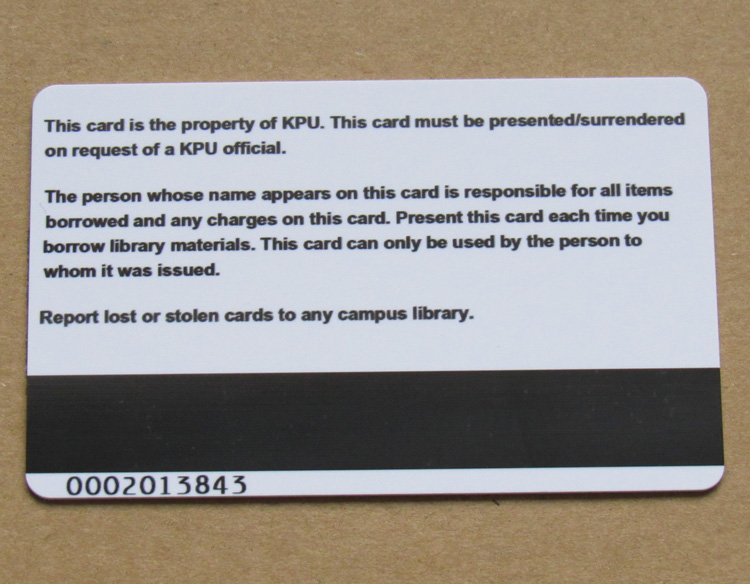 This card is the property of KPU. This card must be presented/surrendered
on request of a KPU official.
The person whose name appears on this card is responsible for all items
borrowed and any charges on this card. Present this card each time you
borrow library materials. This card can only be used by the person to
whom it was issued.
Report lost or stolen cards to any campus library.
0002013843